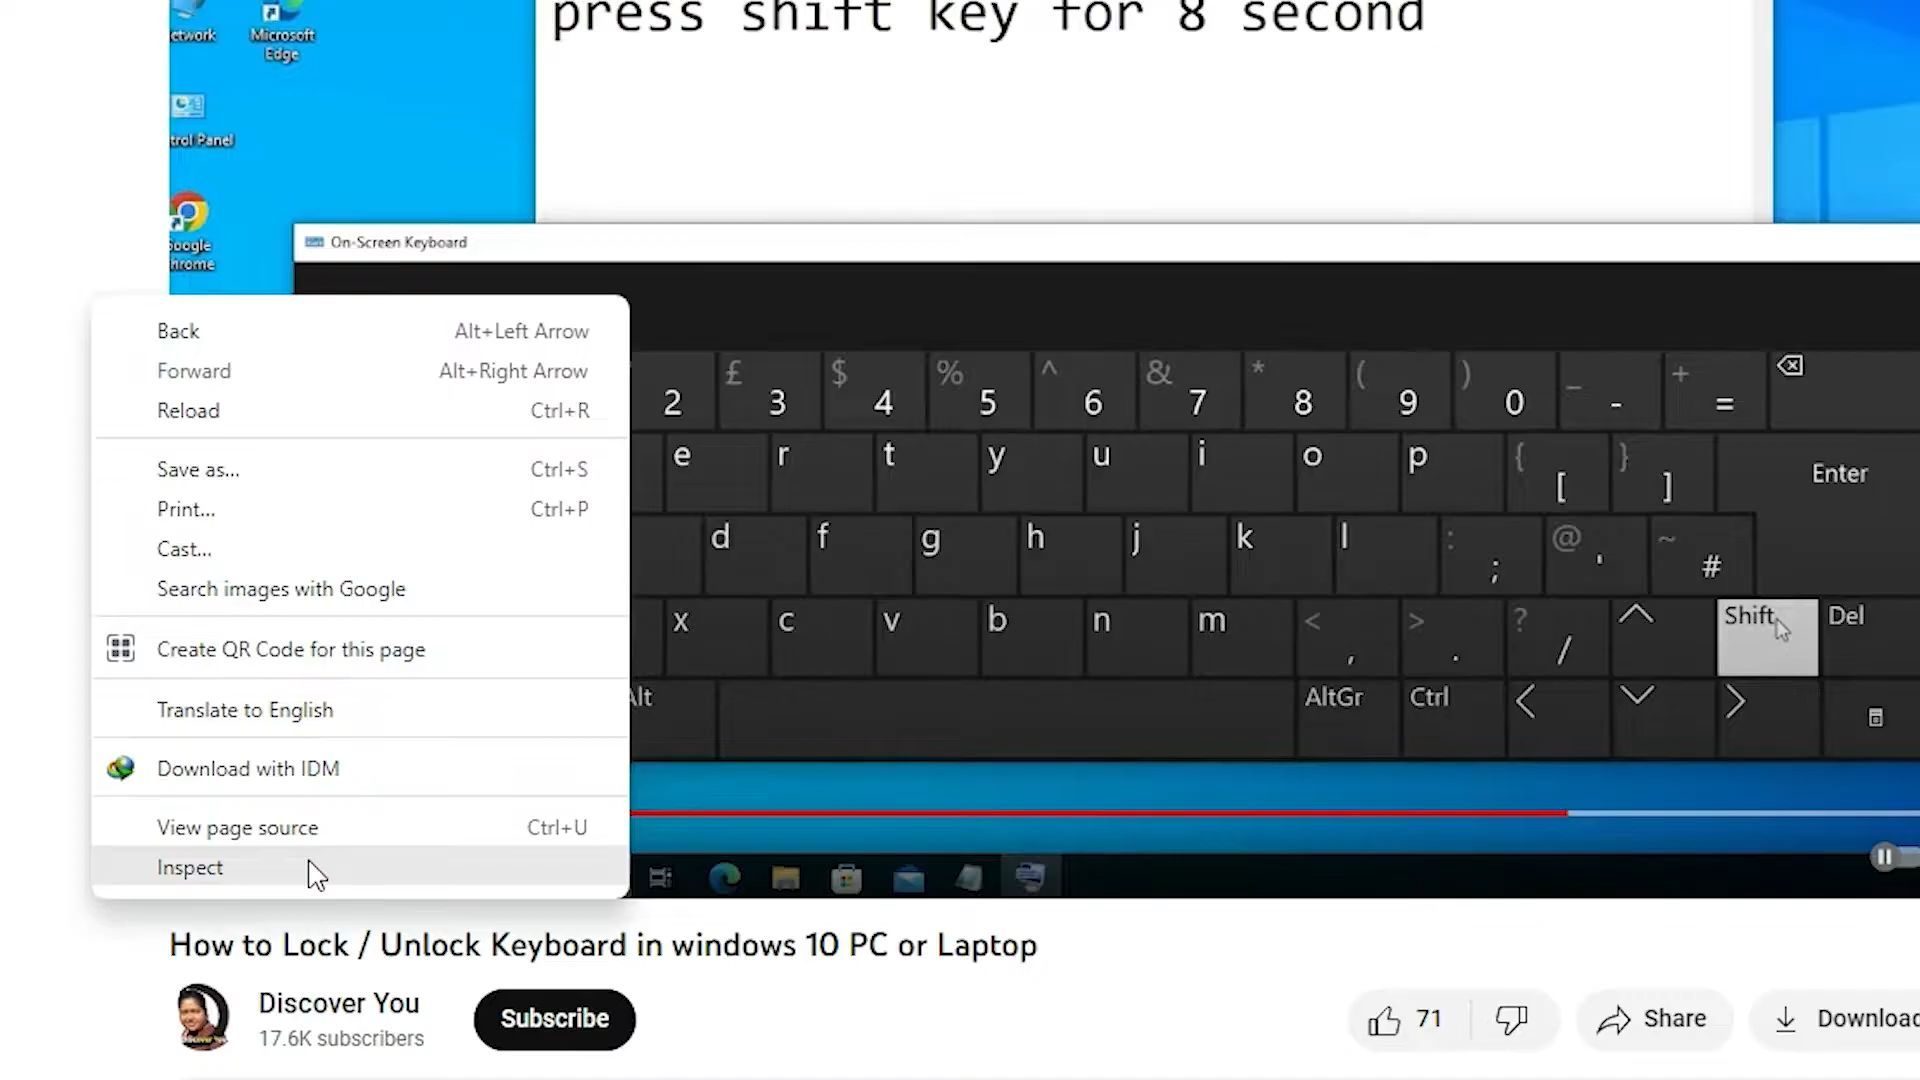 press shift key for 8 second
etwork
Microsoft
Edge
trol Panel
Google
hrome
On-Screen Keyboard
Back Alt+Left Arrow
Forward Alt+Right Arrow
Reload Ctrl+R
Save as... Ctrl+S
Print... Ctrl+P
Cast...
Search images with Google
Create QR Code for this page
Translate to English
Download with IDM
View page source Ctrl+U
Inspect
2 £ 3 $ 4 % 5 ^ 6 & 7 * 8 ( 9 ) 0 _ - + =
e r t y u i o p { [ } ] Enter
d f g h j k l : ; @ ' ~ #
x c v b n m < , > . ? / Shift Del
Alt AltGr Ctrl
How to Lock / Unlock Keyboard in windows 10 PC or Laptop
Discover You
17.6K subscribers
Subscribe
71
Share
Download